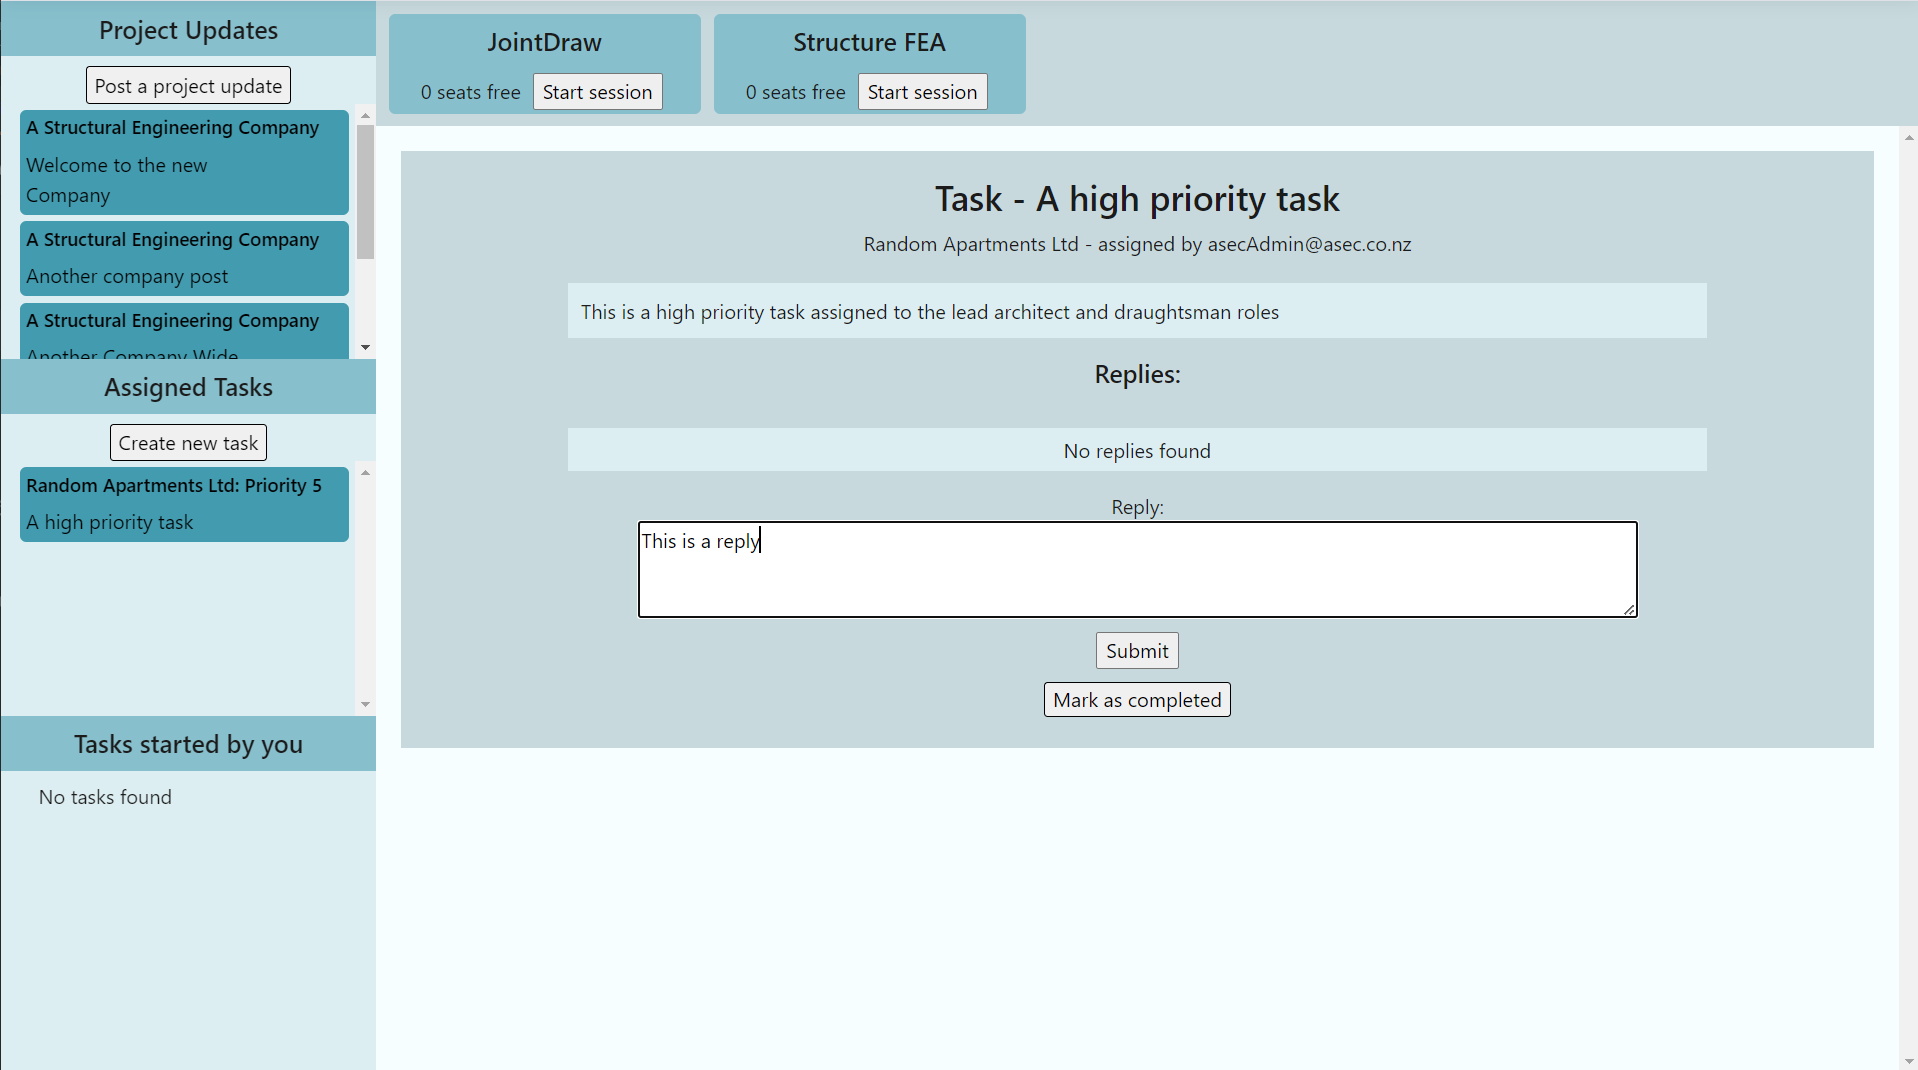 Project Updates
Post a project update
A Structural Engineering Company
Welcome to the new
Company
A Structural Engineering Company
Another company post
A Structural Engineering Company
Another Company Wide
Assigned Tasks
Create new task
Random Apartments Ltd: Priority 5
A high priority task
Tasks started by you
No tasks found
JointDraw
0 seats free Start session
Structure FEA
0 seats free Start session
Task - A high priority task
Random Apartments Ltd - assigned by asecAdmin@asec.co.nz
This is a high priority task assigned to the lead architect and draughtsman roles
Replies:
No replies found
Reply:
This is a reply
Submit
Mark as completed